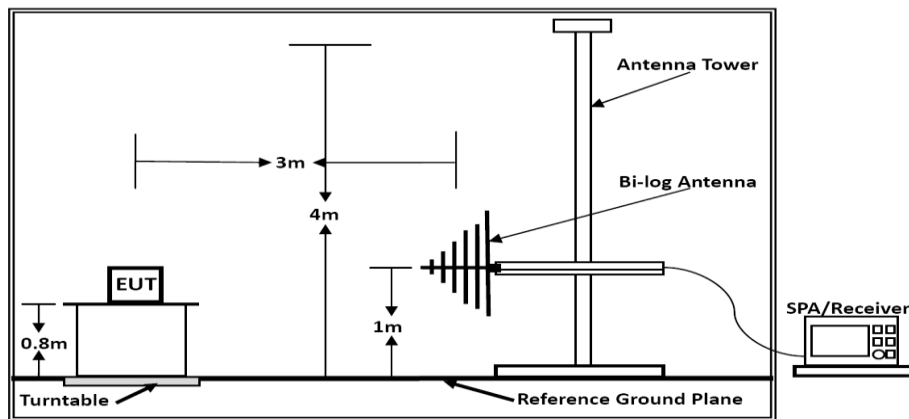 Antenna Tower
3m
Bi-log Antenna
4m
EUT
SPA/Receiver
0.8m
1m
Turntable
Reference Ground Plane